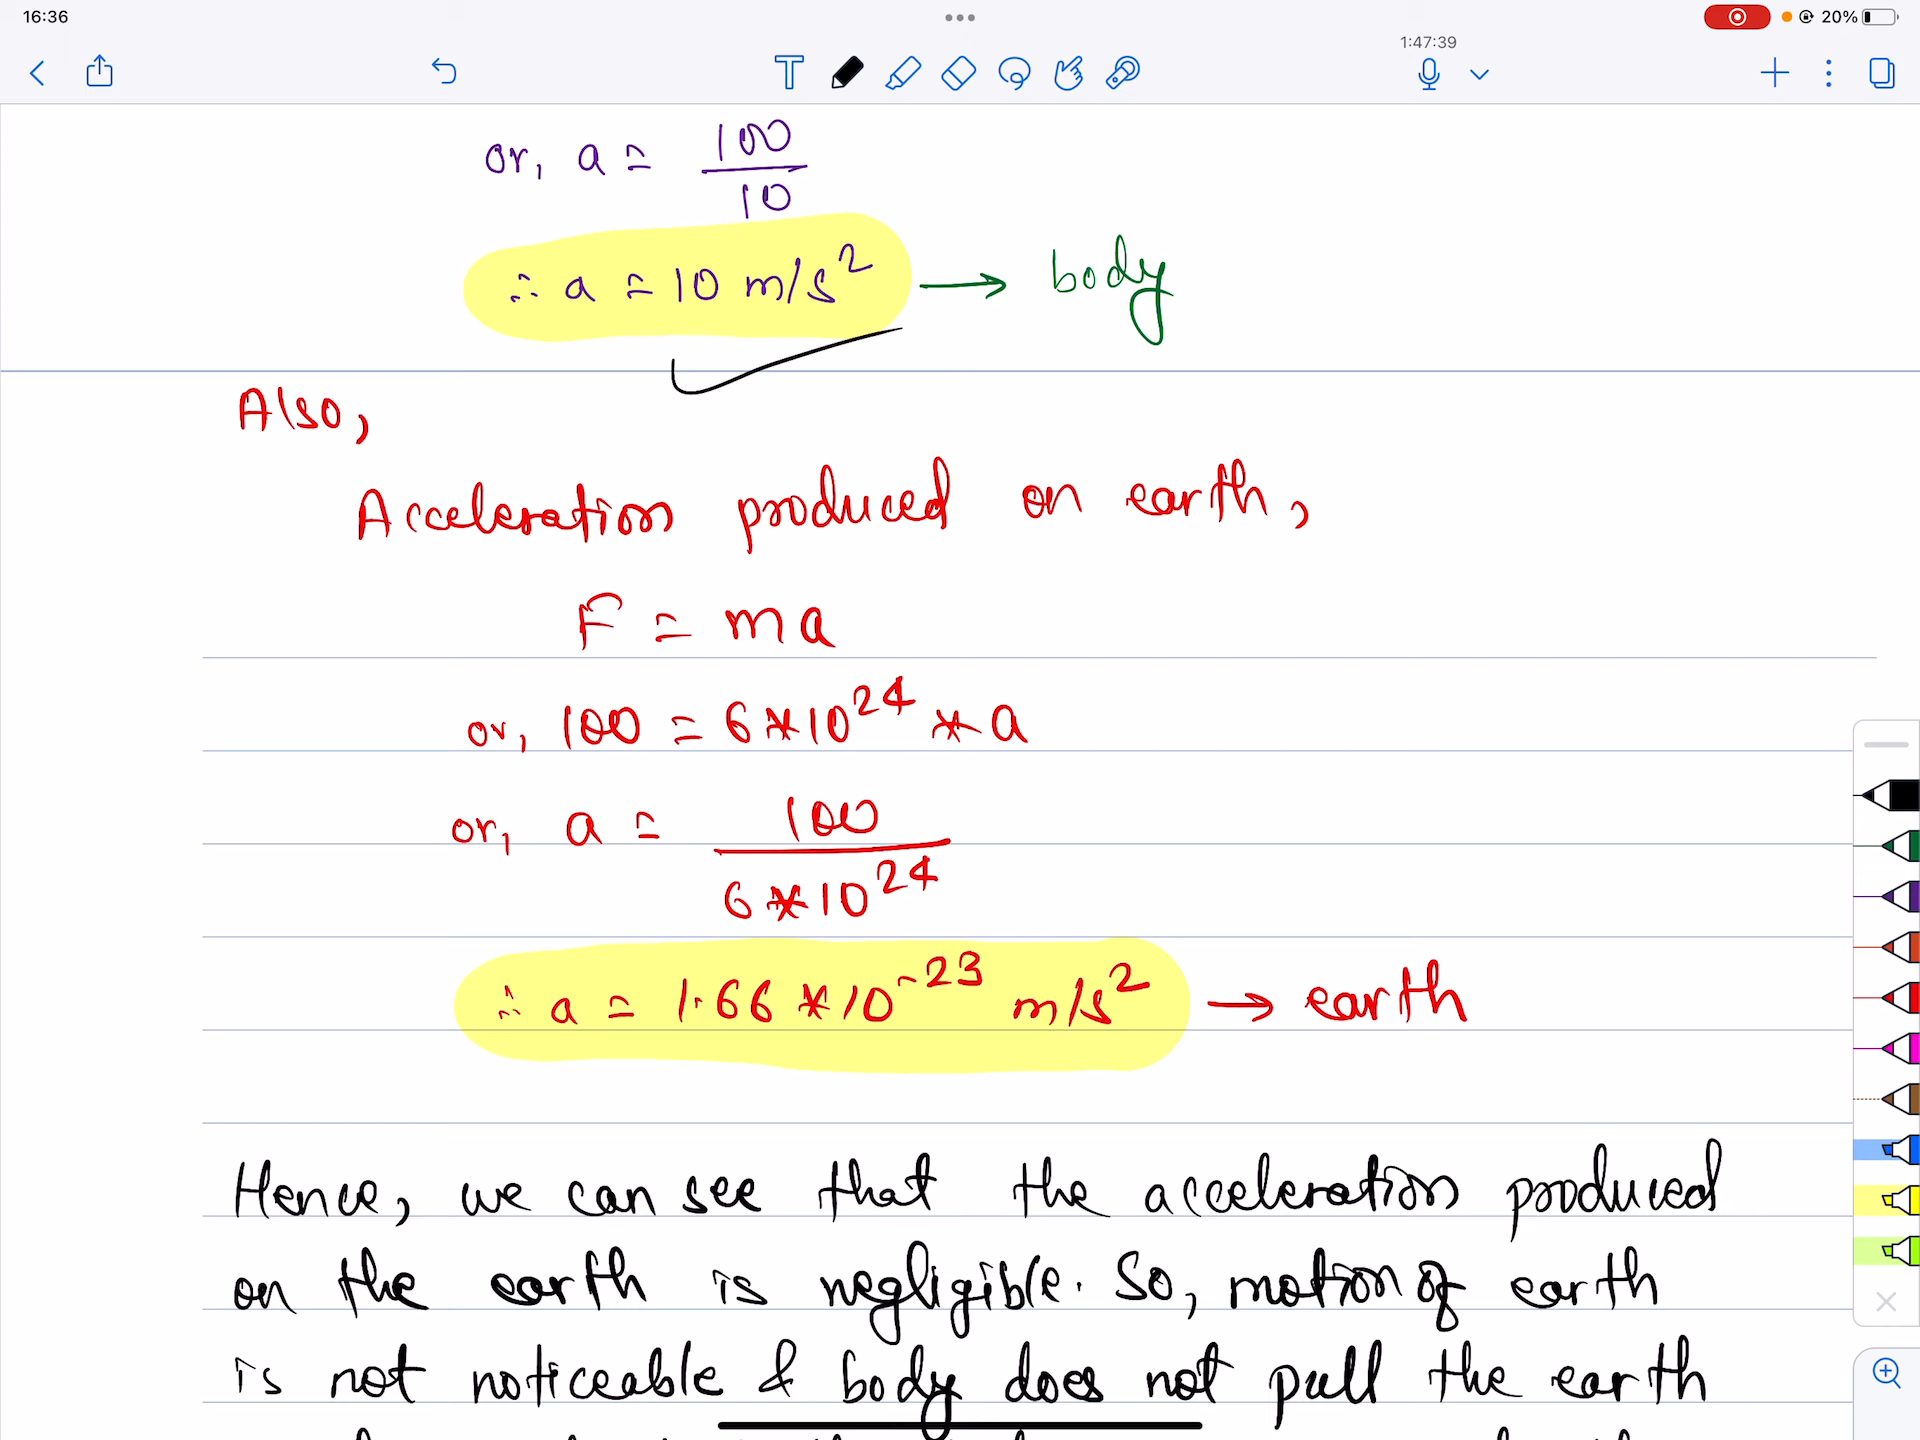 16:36
20%
1:47:39
or, a = 100/10
∴ a = 10 m/s² → body
Also,
Acceleration produced on earth,
F = ma
or, 100 = 6*10²⁴ * a
or, a = 100/6*10²⁴
∴ a = 1.66 *10⁻²³ m/s² → earth
Hence, we can see that the acceleration produced
on the earth is negligible. So, motion of earth
is not noticeable & body does not pull the earth